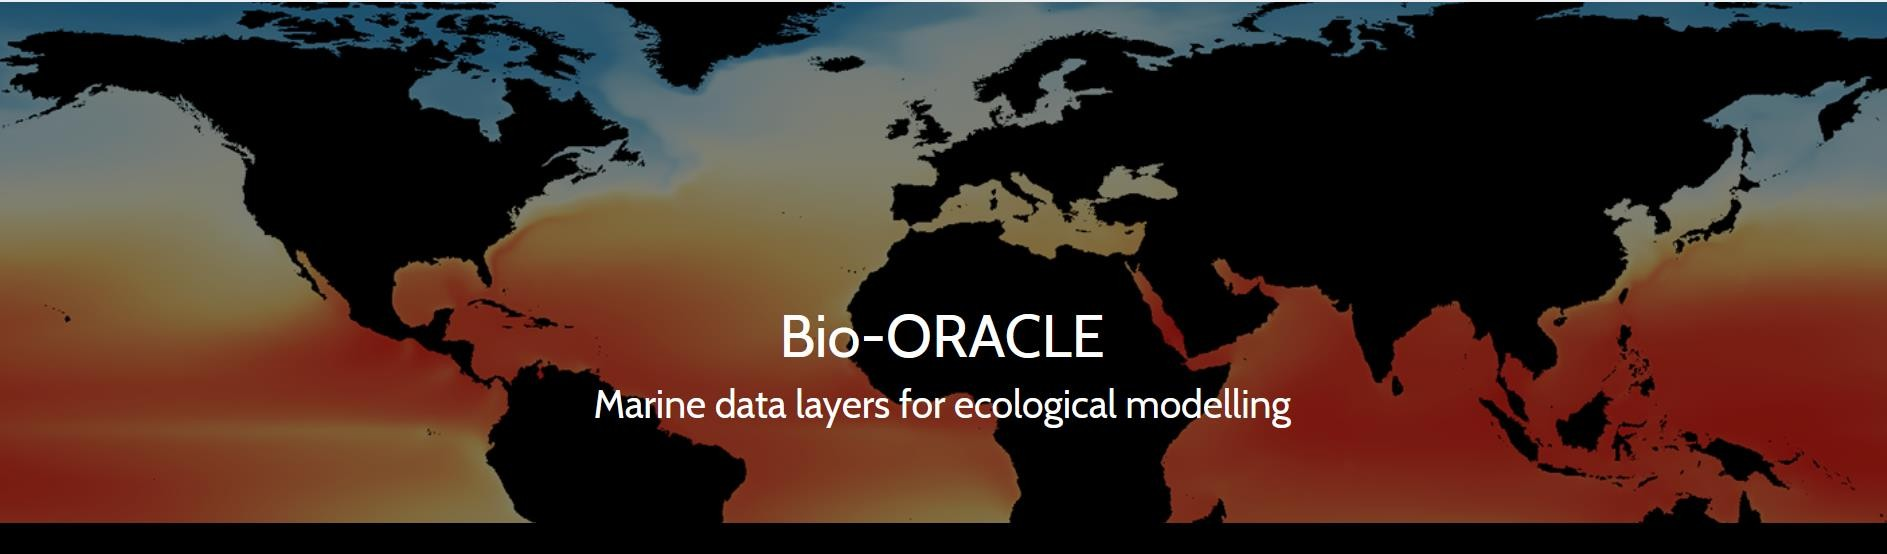 Bio-ORACLE
Marine data layers for ecological modelling